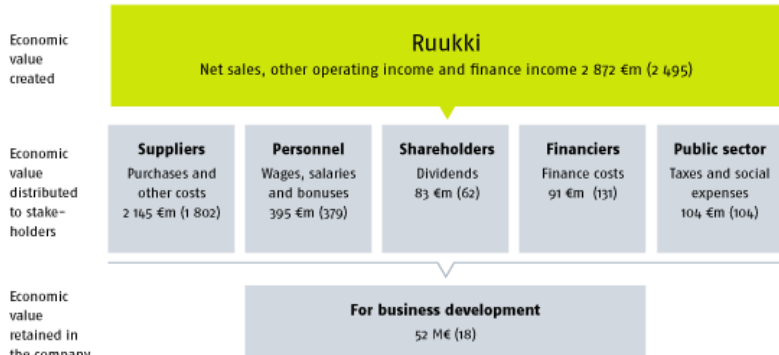 Economic
value
created
Ruukki
Net sales, other operating income and finance income 2 872 €m (2 495)
Economic
value
distributed
to stake-
holders
Suppliers
Purchases and
other costs
2 145 €m (1 802)
Personnel
Wages, salaries
and bonuses
395 €m (379)
Shareholders
Dividends
83 €m (62)
Financiers
Finance costs
91 €m (131)
Public sector
Taxes and social
expenses
104 €m (104)
Economic
value
retained in
the company
For business development
52 M€ (18)